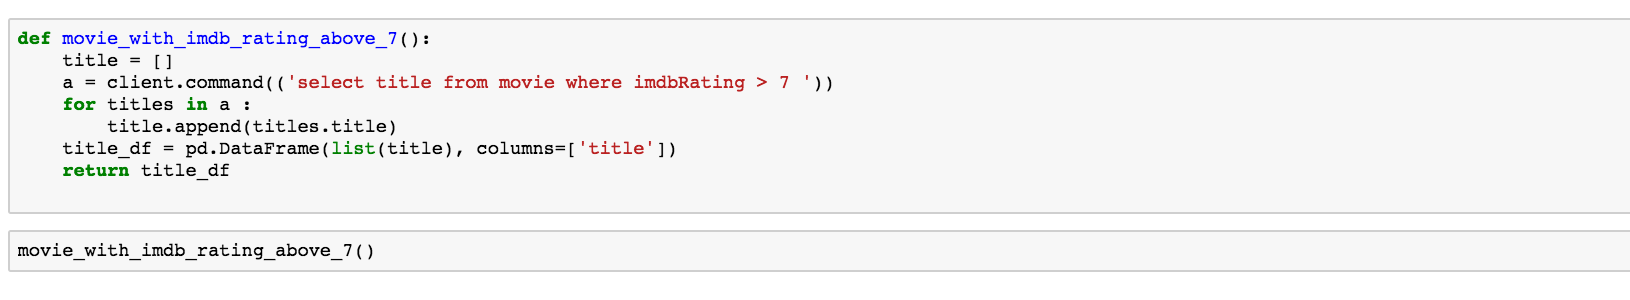 def movie_with_imdb_rating_above_7():
    title = []
    a = client.command(('select title from movie where imdbRating > 7 '))
    for titles in a :
        title.append(titles.title)
    title_df = pd.DataFrame(list(title), columns=['title'])
    return title_df
movie_with_imdb_rating_above_7()